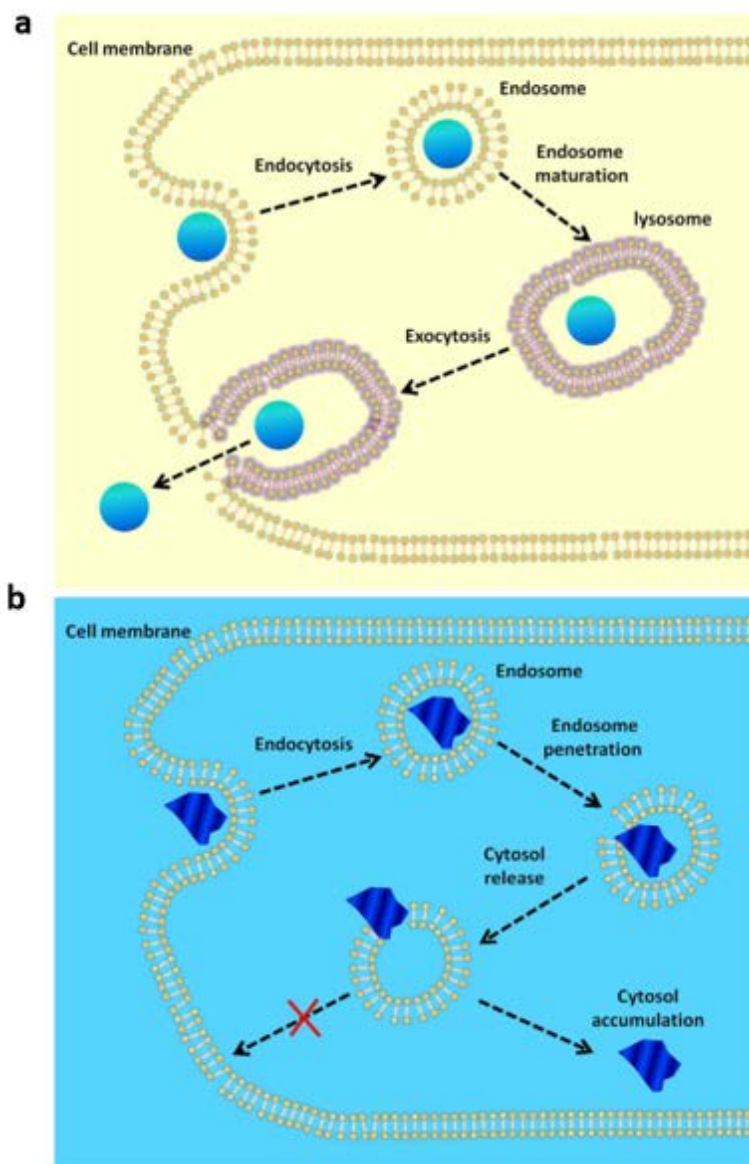 a
Cell membrane
Endosome
Endocytosis
Endosome
maturation
lysosome
Exocytosis
b
Cell membrane
Endosome
Endocytosis
Endosome
penetration
Cytosol
release
Cytosol
accumulation